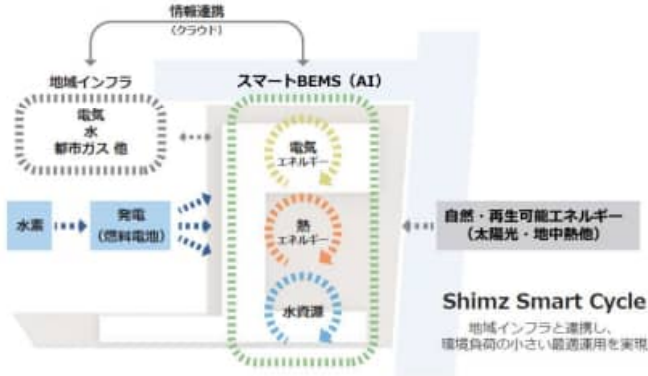 情報連携
(クラウド)
地域インフラ
電気
水
都市ガス 他
スマートBEMS（AI）
電気
エネルギー
熱
エネルギー
水資源
水素
発電
(燃料電池)
自然・再生可能エネルギー
（太陽光・地中熱他）
Shimz Smart Cycle
地域インフラと連携し、
環境負荷の小さい最適運用を実現